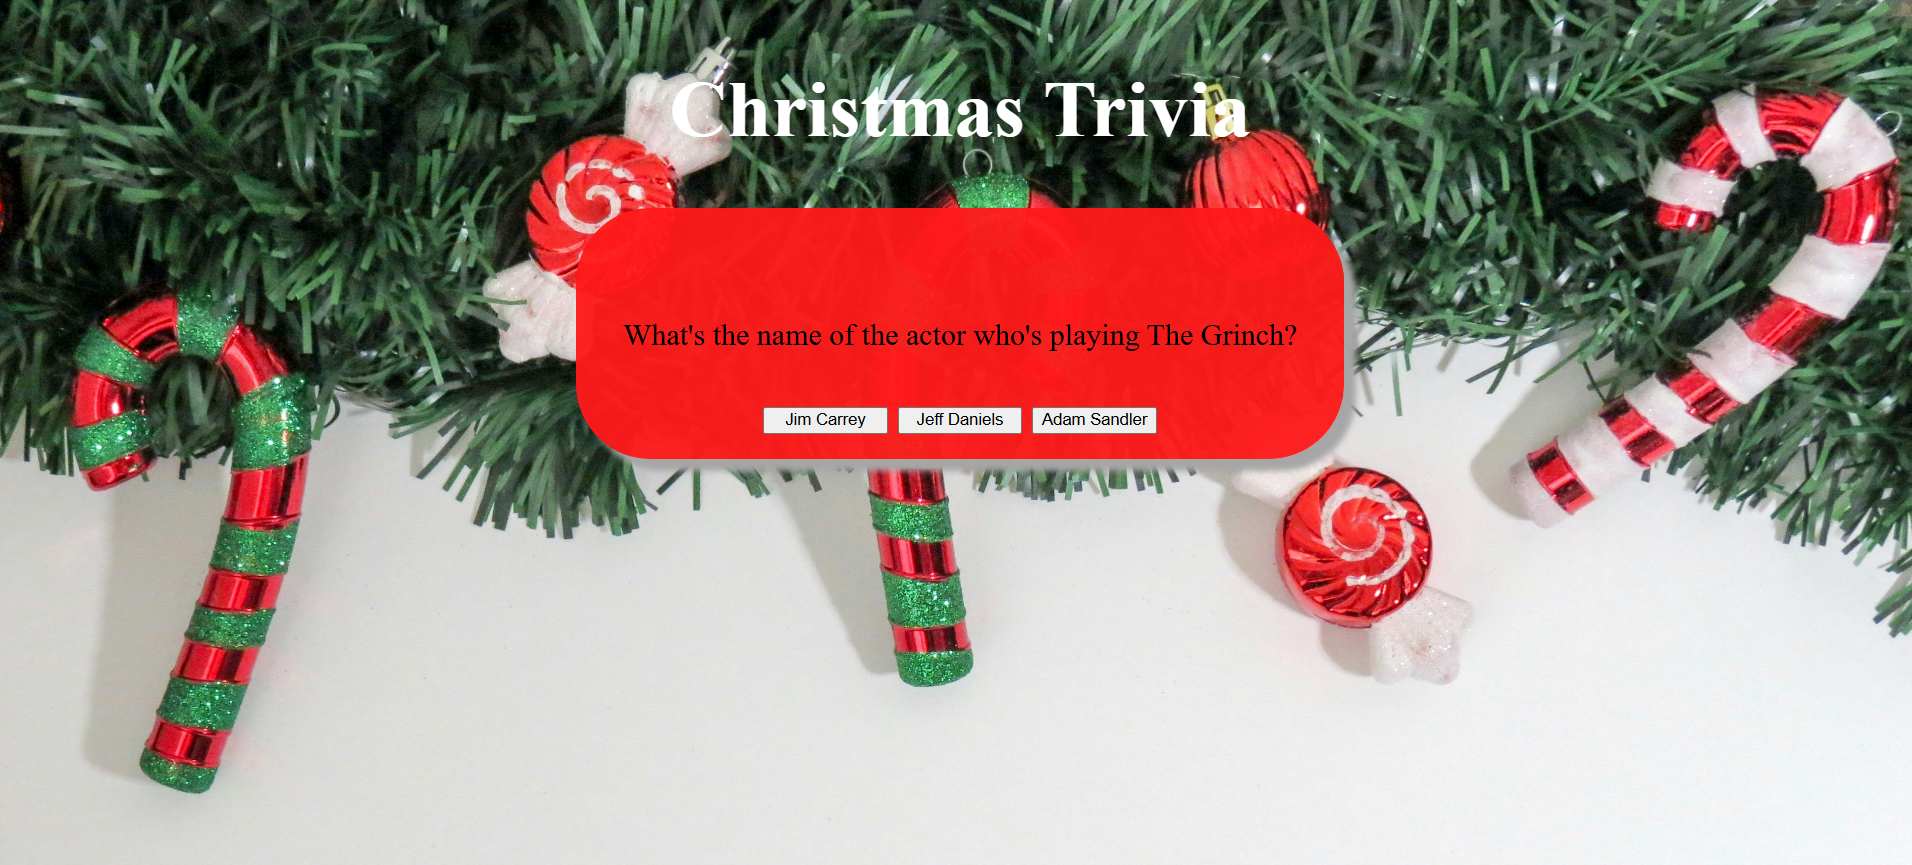 Christmas Trivia
What's the name of the actor who's playing The Grinch?
Jim Carrey
Jeff Daniels
Adam Sandler